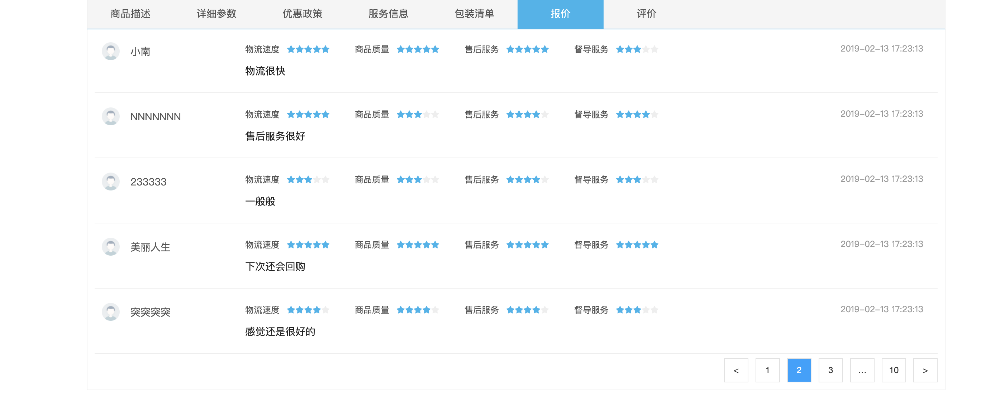 商品描述 详细参数 优惠政策 服务信息 包装清单 报价 评价
小南 物流速度 商品质量 售后服务 督导服务 2019-02-13 17:23:13
物流很快
NNNNNNN 物流速度 商品质量 售后服务 督导服务 2019-02-13 17:23:13
售后服务很好
233333 物流速度 商品质量 售后服务 督导服务 2019-02-13 17:23:13
一般般
美丽人生 物流速度 商品质量 售后服务 督导服务 2019-02-13 17:23:13
下次还会回购
突突突突 物流速度 商品质量 售后服务 督导服务 2019-02-13 17:23:13
感觉还是很好的
< 1 2 3 ... 10 >